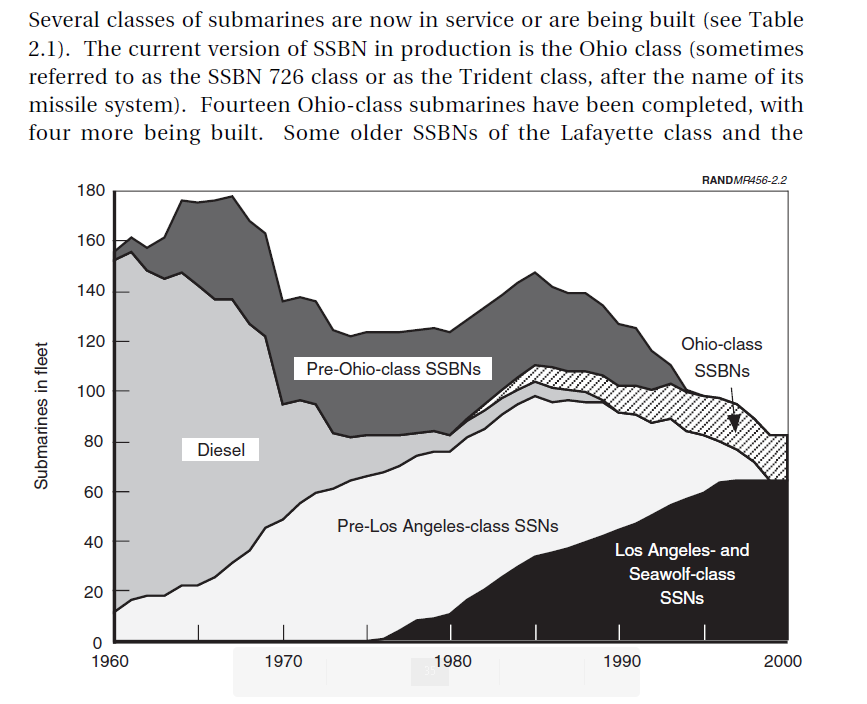 Several classes of submarines are now in service or are being built (see Table
2.1). The current version of SSBN in production is the Ohio class (sometimes
referred to as the SSBN 726 class or as the Trident class, after the name of its
missile system). Fourteen Ohio-class submarines have been completed, with
four more being built. Some older SSBNs of the Lafayette class and the
RANDMR456-2.2
180
160
140
120
100
80
60
40
20
0
Submarines in fleet
Ohio-class
SSBNs
Pre-Ohio-class SSBNs
Diesel
Pre-Los Angeles-class SSNs
Los Angeles- and
Seawolf-class
SSNs
1960 1970 1980 1990 2000